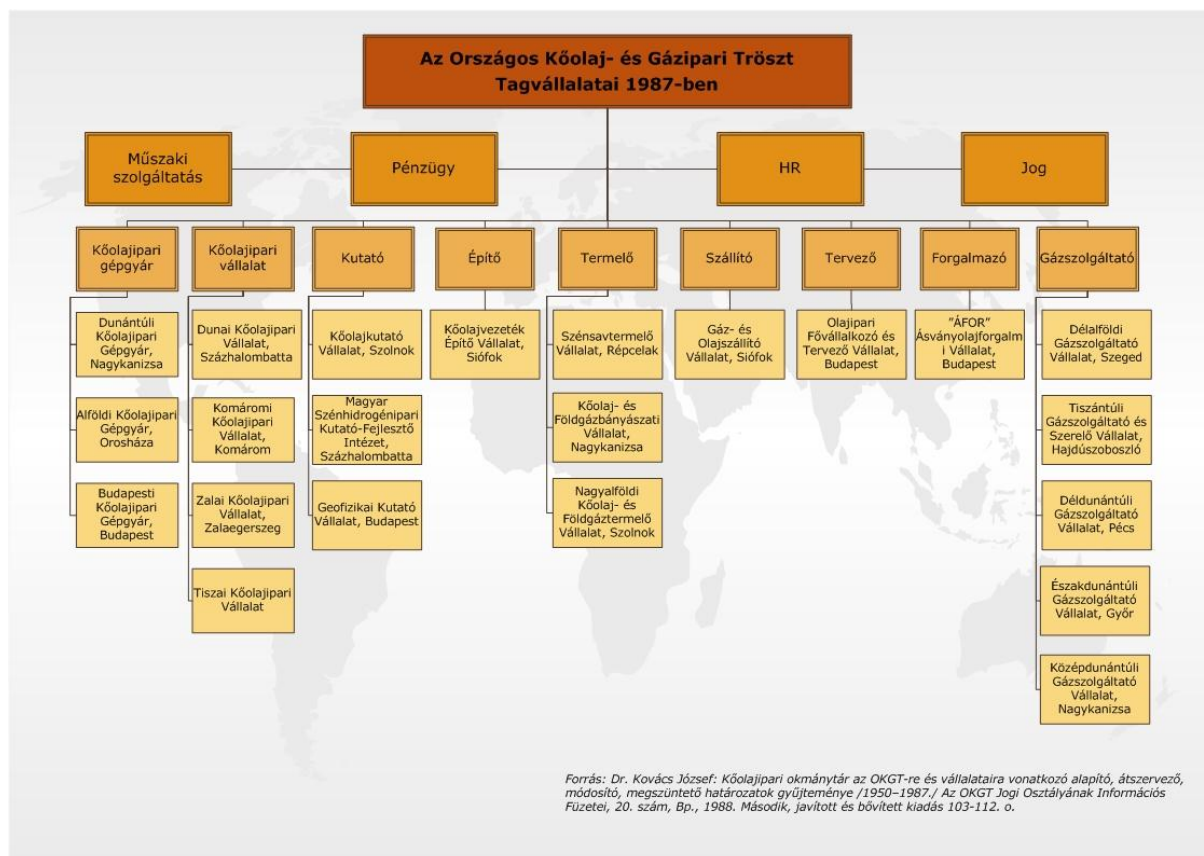 Az Országos Kőolaj- és Gázipari Tröszt
Tagvállalatai 1987-ben
Műszaki
szolgáltatás
Pénzügy
HR
Jog
Kőolajipari
gépgyár
Kőolajipari
vállalat
Kutató
Építő
Termelő
Szállító
Tervező
Forgalmazó
Gázszolgáltató
Dunántúli
Kőolajipari
Gépgyár,
Nagykanizsa
Alföldi Kőolajipari
Gépgyár,
Orosháza
Budapesti
Kőolajipari
Gépgyár,
Budapest
Dunai Kőolajipari
Vállalat,
Százhalombatta
Komáromi
Kőolajipari
Vállalat,
Komárom
Zalai Kőolajipari
Vállalat,
Zalaegerszeg
Tiszai Kőolajipari
Vállalat
Kőolajkutató
Vállalat, Szolnok
Magyar
Szénhidrogénipari
Kutató-Fejlesztő
Intézet,
Százhalombatta
Geofizikai Kutató
Vállalat, Budapest
Kőolajvezeték
Építő Vállalat,
Siófok
Szénsavtermelő
Vállalat, Répcelak
Kőolaj- és
Földgázbányászati
Vállalat,
Nagykanizsa
Nagyalföldi
Kőolaj- és
Földgáztermelő
Vállalat, Szolnok
Gáz- és
Olajszállító
Vállalat, Siófok
Olajipari
Fővállalkozó és
Tervező Vállalat,
Budapest
"ÁFOR"
Ásványolajforgalm
i Vállalat,
Budapest
Délalföldi
Gázszolgáltató
Vállalat, Szeged
Tiszántúli
Gázszolgáltató és
Szerelő Vállalat,
Hajdúszoboszló
Déldunántúli
Gázszolgáltató
Vállalat, Pécs
Északdunántúli
Gázszolgáltató
Vállalat, Győr
Középdunántúli
Gázszolgáltató
Vállalat,
Nagykanizsa
Forrás: Dr. Kovács József: Kőolajipari okmánytár az OKGT-re és vállalataira vonatkozó alapító, átszervező,
módosító, megszüntető határozatok gyűjteménye /1950–1987./ Az OKGT Jogi Osztályának Információs
Füzetei, 20. szám, Bp., 1988. Második, javított és bővített kiadás 103-112. o.